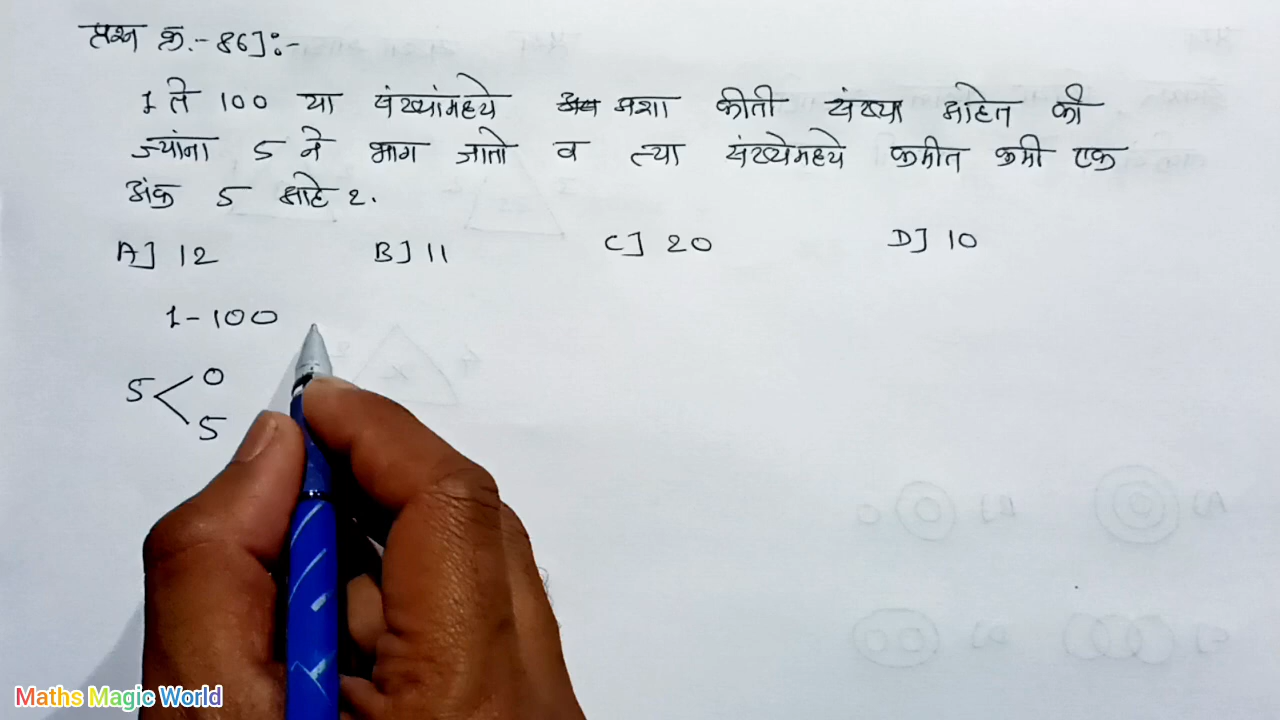 प्रश्न क्र.- 86]:-
1 ते 100 या संख्यांमध्ये अशा कीती संख्या आहेत की
ज्यांना 5 ने भाग जातो व त्या संख्येमध्ये कमीत कमी एक
अंक 5 आहे ?.
A] 12 B] 11 C] 20 D] 10
1 - 100
5 < 0
5
Maths Magic World